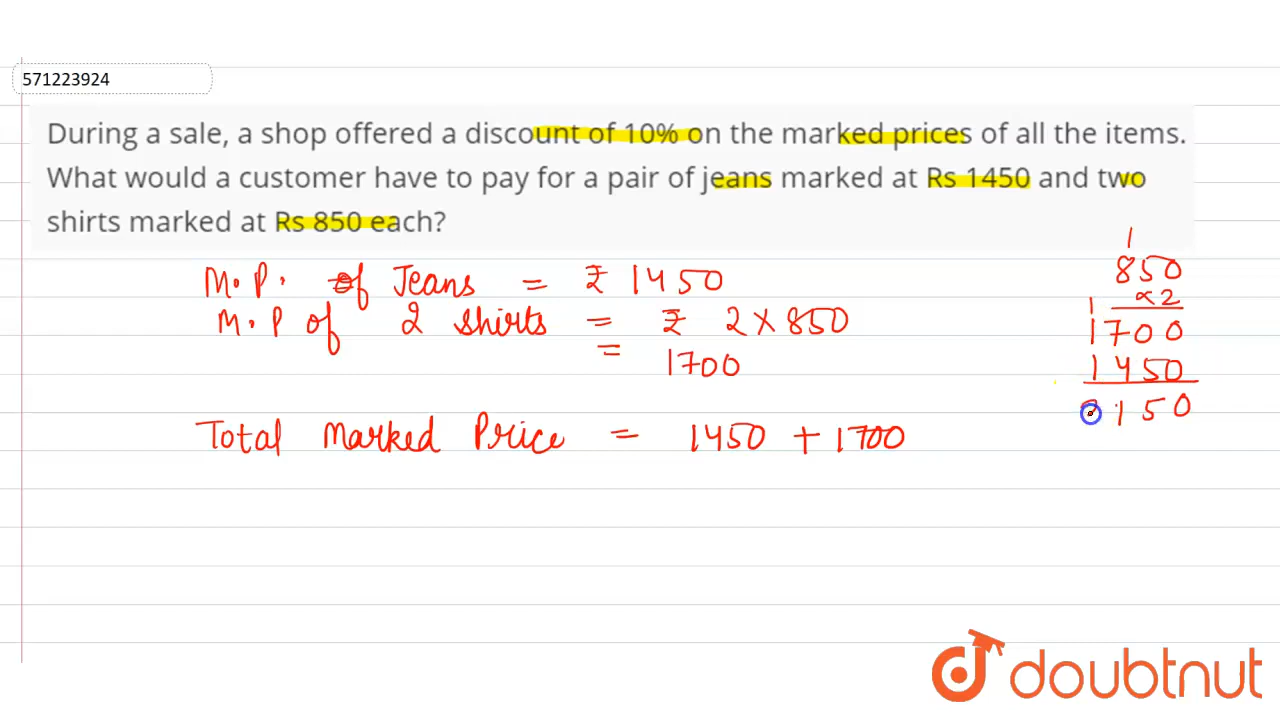 571223924
During a sale, a shop offered a discount of 10% on the marked prices of all the items.
What would a customer have to pay for a pair of jeans marked at Rs 1450 and two
shirts marked at Rs 850 each?
M.P. of Jeans = ₹ 1450
M.P of 2 shirts = ₹ 2 × 850
= 1700
Total Marked Price = 1450 + 1700
1
850
×2
1
1700
1450
150
doubtnut